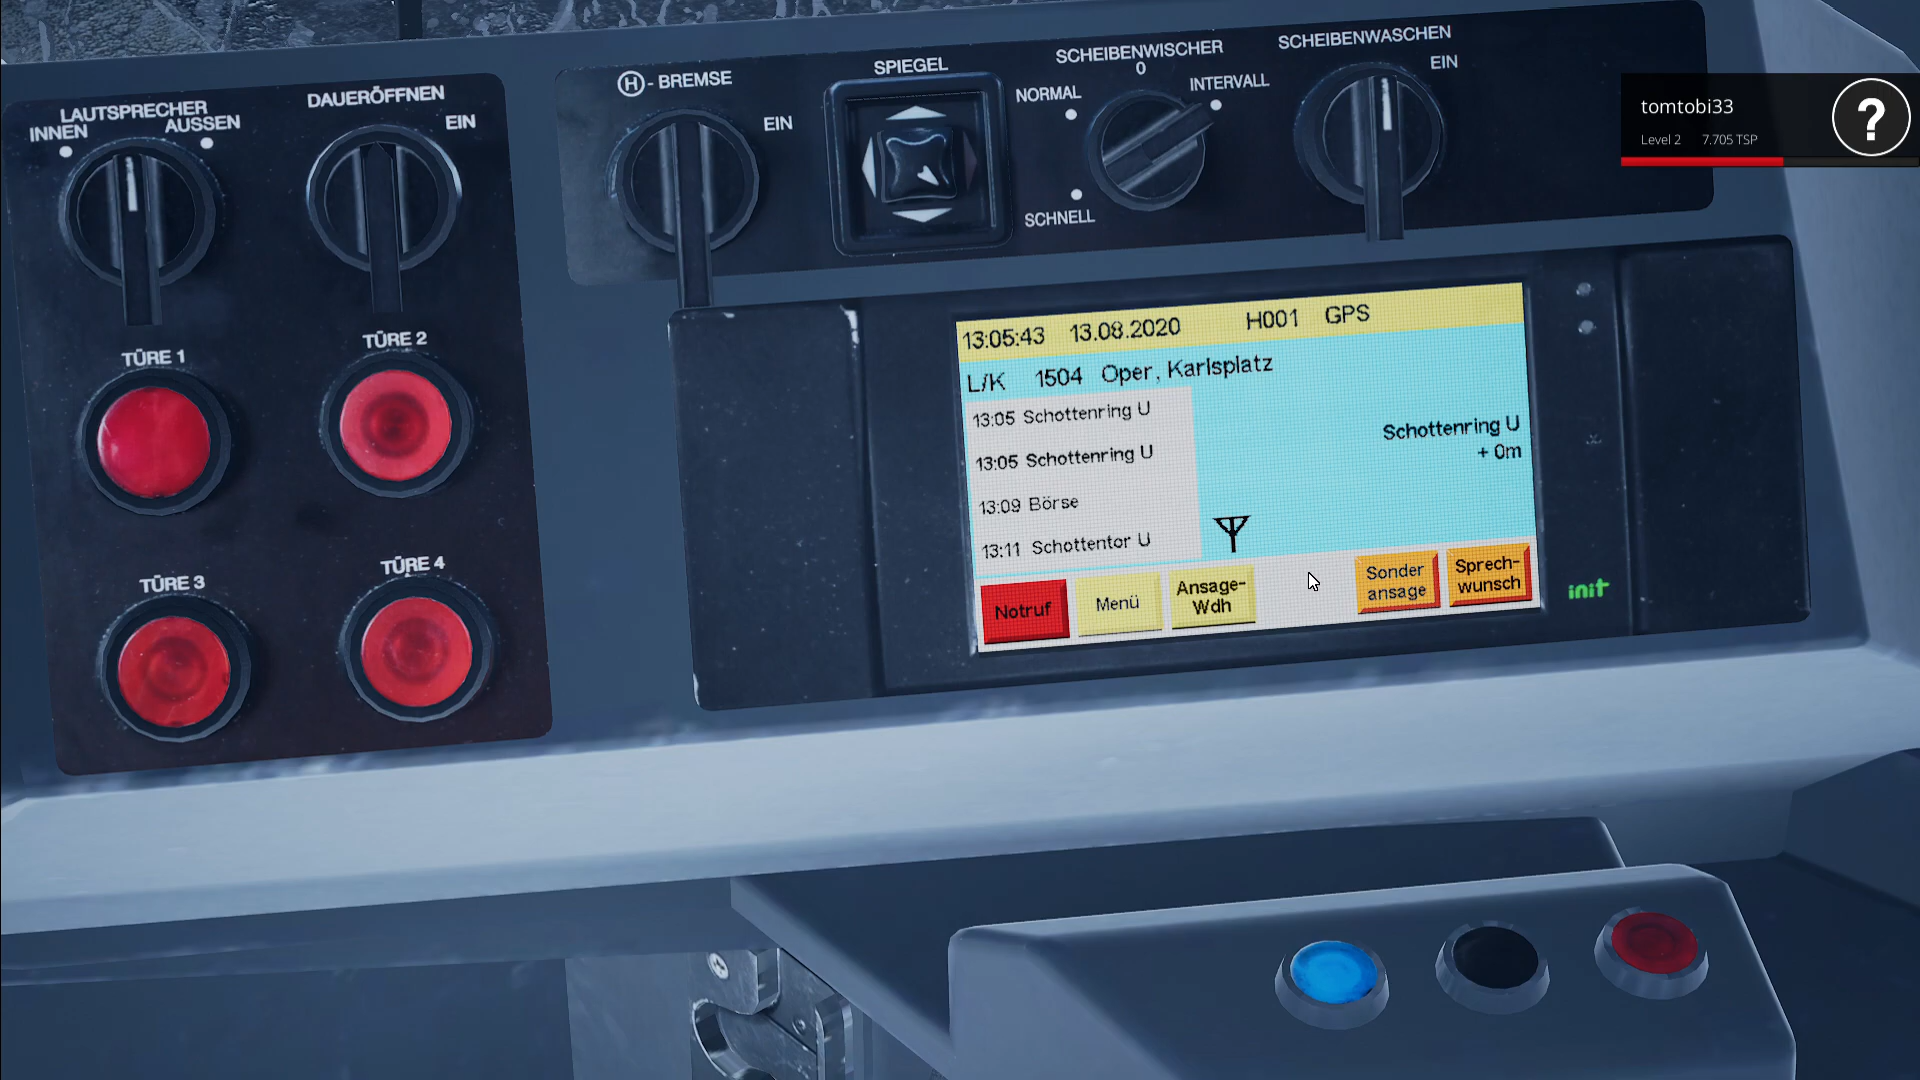 LAUTSPRECHER
INNEN
AUSSEN
DAUERÖFFNEN
EIN
TÜRE 1
TÜRE 2
TÜRE 3
TÜRE 4
H - BREMSE
EIN
SPIEGEL
SCHEIBENWISCHER
0
NORMAL
INTERVALL
SCHNELL
SCHEIBENWASCHEN
EIN
tomtobi33
Level 2 7.705 TSP
?
13:05:43 13.08.2020 H001 GPS
L/K 1504 Oper, Karlsplatz
13:05 Schottenring U
13:05 Schottenring U
13:09 Börse
13:11 Schottentor U
Schottenring U
+ 0m
Notruf
Menü
Ansage-
Wdh
Sonder
ansage
Sprech-
wunsch
init